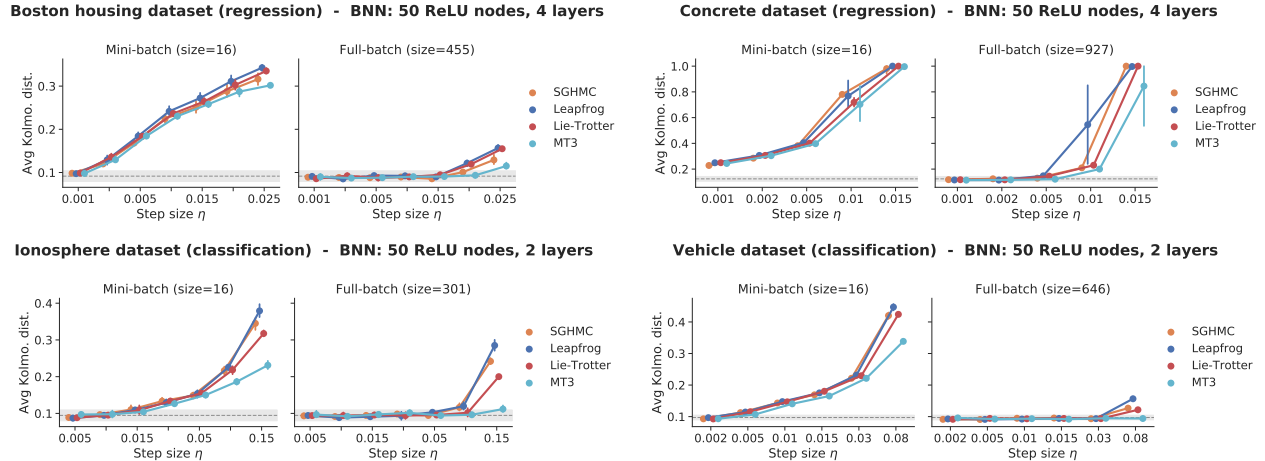 Boston housing dataset (regression)  -  BNN: 50 ReLU nodes, 4 layers
Mini-batch (size=16)
Full-batch (size=455)
Avg Kolmo. dist.
0.3
0.2
0.1
0.001
0.005
0.015
0.025
Step size η
0.001
0.005
0.015
0.025
Step size η
SGHMC
Leapfrog
Lie-Trotter
MT3
Concrete dataset (regression)  -  BNN: 50 ReLU nodes, 4 layers
Mini-batch (size=16)
Full-batch (size=927)
Avg Kolmo. dist.
1.0
0.8
0.6
0.4
0.2
0.001
0.002
0.005
0.01
0.015
Step size η
0.001
0.002
0.005
0.01
0.015
Step size η
SGHMC
Leapfrog
Lie-Trotter
MT3
Ionosphere dataset (classification)  -  BNN: 50 ReLU nodes, 2 layers
Mini-batch (size=16)
Full-batch (size=301)
Avg Kolmo. dist.
0.4
0.3
0.2
0.1
0.005
0.015
0.05
0.15
Step size η
0.005
0.015
0.05
0.15
Step size η
SGHMC
Leapfrog
Lie-Trotter
MT3
Vehicle dataset (classification)  -  BNN: 50 ReLU nodes, 2 layers
Mini-batch (size=16)
Full-batch (size=646)
Avg Kolmo. dist.
0.4
0.3
0.2
0.1
0.002
0.005
0.01
0.015
0.03
0.08
Step size η
0.002
0.005
0.01
0.015
0.03
0.08
Step size η
SGHMC
Leapfrog
Lie-Trotter
MT3